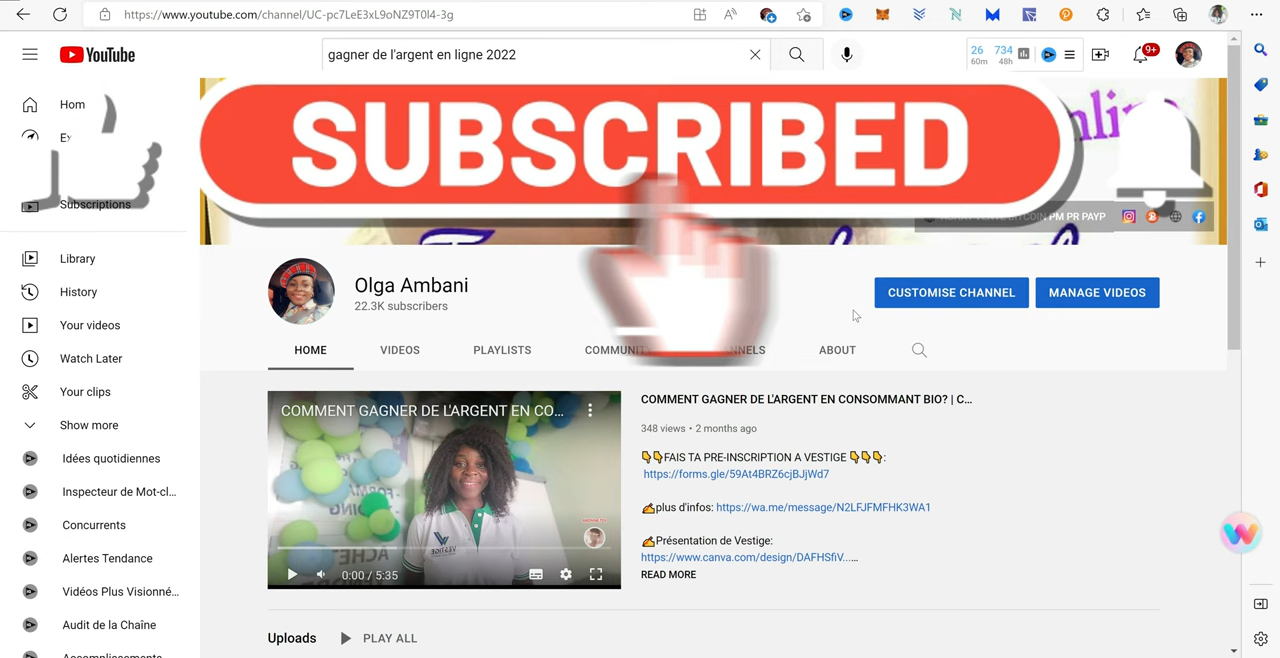 https://www.youtube.com/channel/UC-pc7LeE3xL9oNZ9T0l4-3g
YouTube
gagner de l'argent en ligne 2022
26
60m
734
48h
9+
Hom
Subscriptions
Library
History
Your videos
Watch Later
Your clips
Show more
Idées quotidiennes
Inspecteur de Mot-cl...
Concurrents
Alertes Tendance
Vidéos Plus Visionné...
Audit de la Chaîne
SUBSCRIBED
PM PR PAYP
Olga Ambani
22.3K subscribers
CUSTOMISE CHANNEL
MANAGE VIDEOS
HOME
VIDEOS
PLAYLISTS
ABOUT
COMMENT GAGNER DE L'ARGENT EN CO...
VESTIGE
0:00 / 5:35
COMMENT GAGNER DE L'ARGENT EN CONSOMMANT BIO? | C...
348 views • 2 months ago
👇👇FAIS TA PRE-INSCRIPTION A VESTIGE 👇👇👇:
https://forms.gle/59At4BRZ6cjBJjWd7
✍plus d'infos: https://wa.me/message/N2LFJFMFHK3WA1
✍Présentation de Vestige:
https://www.canva.com/design/DAFHSfiV...…
READ MORE
Uploads
PLAY ALL